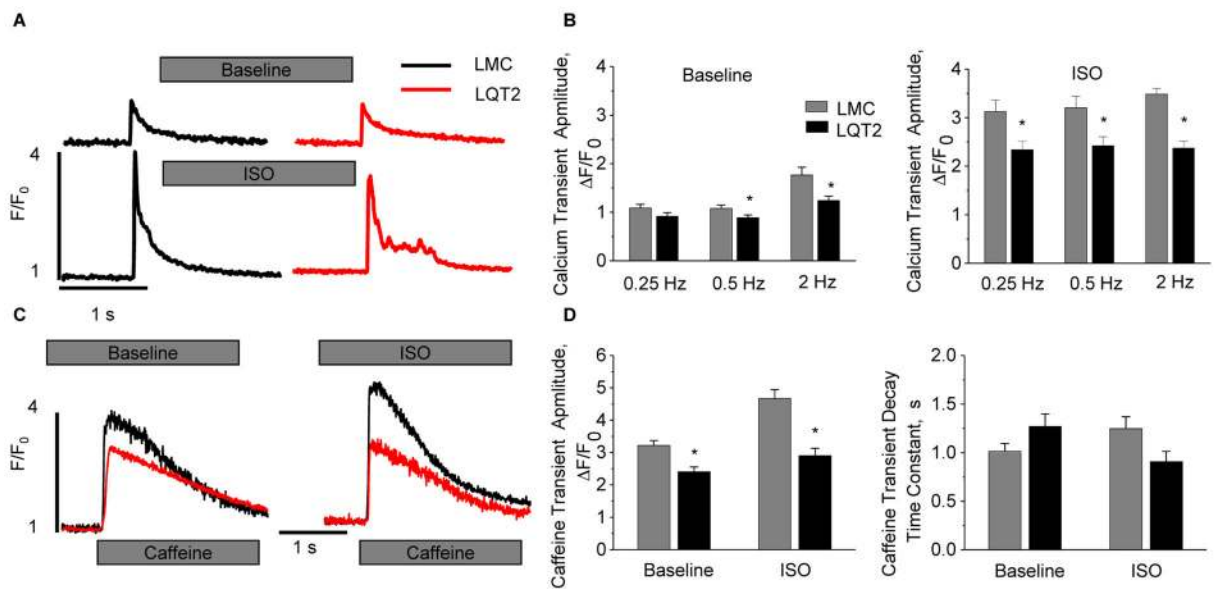 A
Baseline
LMC
LQT2
4
ISO
F/F0
1
1 s
B
Calcium Transient Apmlitude,
ΔF/F0
4
3
2
1
0
Baseline
LMC
LQT2
*
*
0.25 Hz
0.5 Hz
2 Hz
Calcium Transient Apmlitude,
ΔF/F0
4
3
2
1
0
ISO
*
*
*
0.25 Hz
0.5 Hz
2 Hz
C
Baseline
ISO
4
F/F0
1
1 s
Caffeine
Caffeine
D
Caffeine Transient Apmlitude,
ΔF/F0
6
5
4
3
2
1
0
*
*
Baseline
ISO
Caffeine Transient Decay
Time Constant, s
2.0
1.5
1.0
0.5
0.0
Baseline
ISO